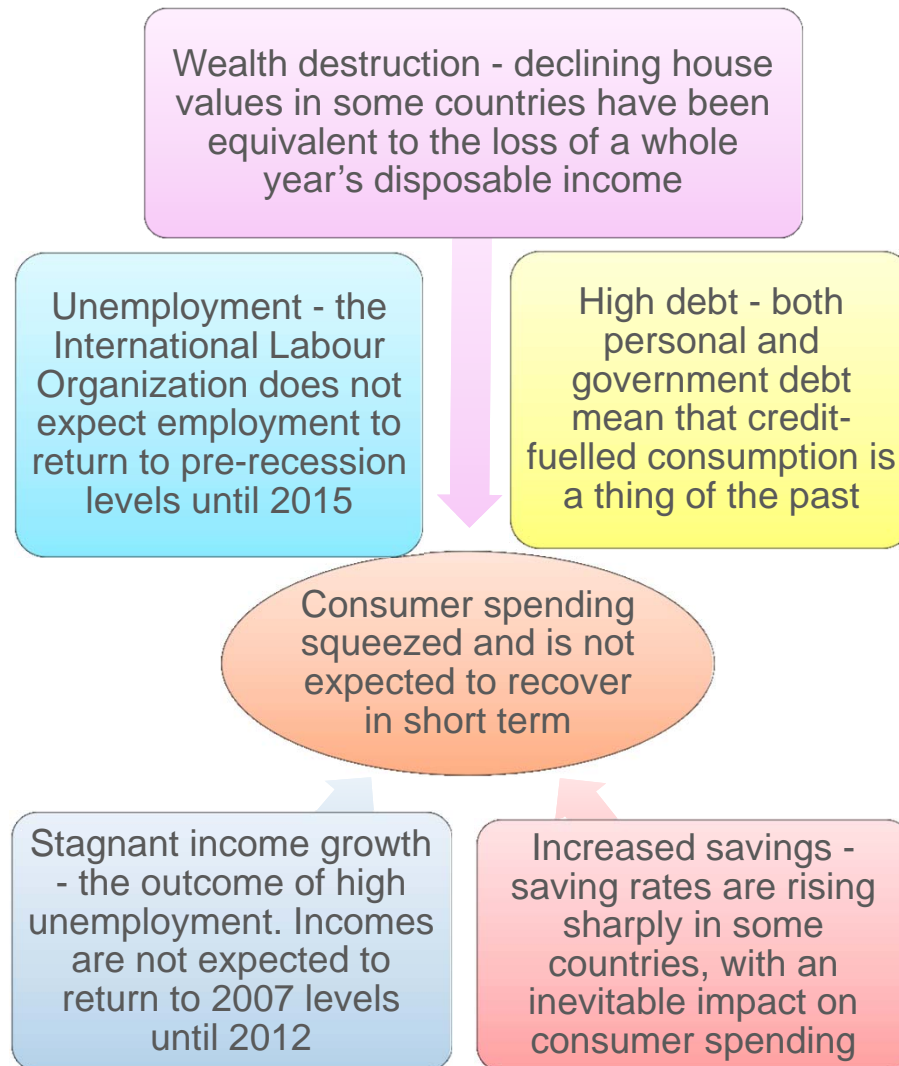 Wealth destruction - declining house
values in some countries have been
equivalent to the loss of a whole
year’s disposable income
Unemployment - the
International Labour
Organization does not
expect employment to
return to pre-recession
levels until 2015
High debt - both
personal and
government debt
mean that credit-
fuelled consumption is
a thing of the past
Consumer spending
squeezed and is not
expected to recover
in short term
Stagnant income growth
- the outcome of high
unemployment. Incomes
are not expected to
return to 2007 levels
until 2012
Increased savings -
saving rates are rising
sharply in some
countries, with an
inevitable impact on
consumer spending